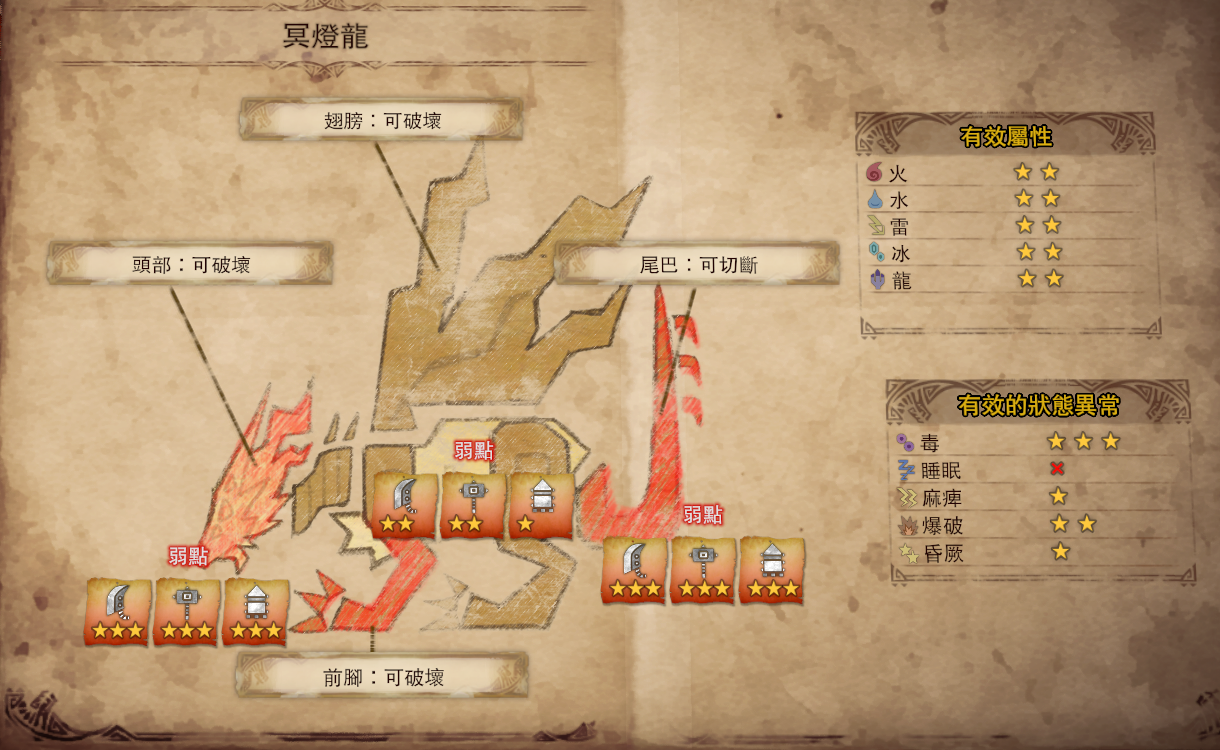 冥燈龍
翅膀：可破壞
頭部：可破壞
尾巴：可切斷
弱點
弱點
弱點
前腳：可破壞
有效屬性
火
水
雷
冰
龍
有效的狀態異常
毒
睡眠
麻痺
爆破
昏厥